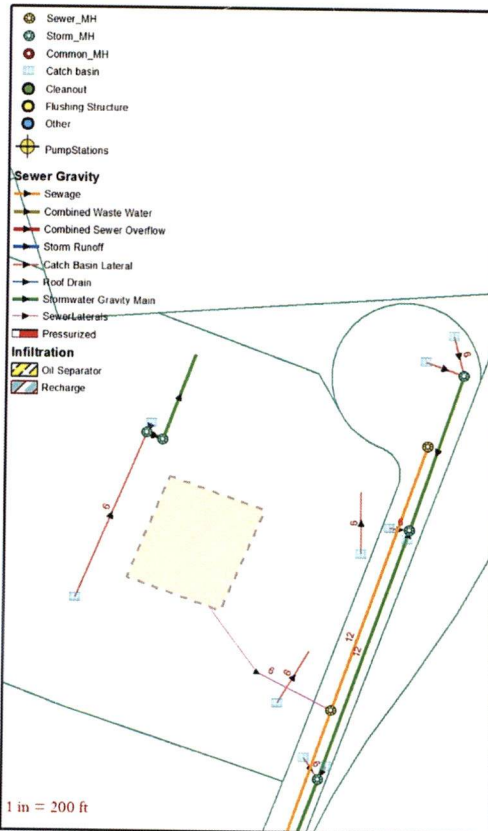 Sewer_MH
Storm_MH
Common_MH
Catch basin
Cleanout
Flushing Structure
Other
PumpStations
Sewer Gravity
Sewage
Combined Waste Water
Combined Sewer Overflow
Storm Runoff
Catch Basin Lateral
Roof Drain
Stormwater Gravity Main
SewerLaterals
Pressurized
Infiltration
Oil Separator
Recharge
6
6
6
6
12
12
6
6
6
1 in = 200 ft